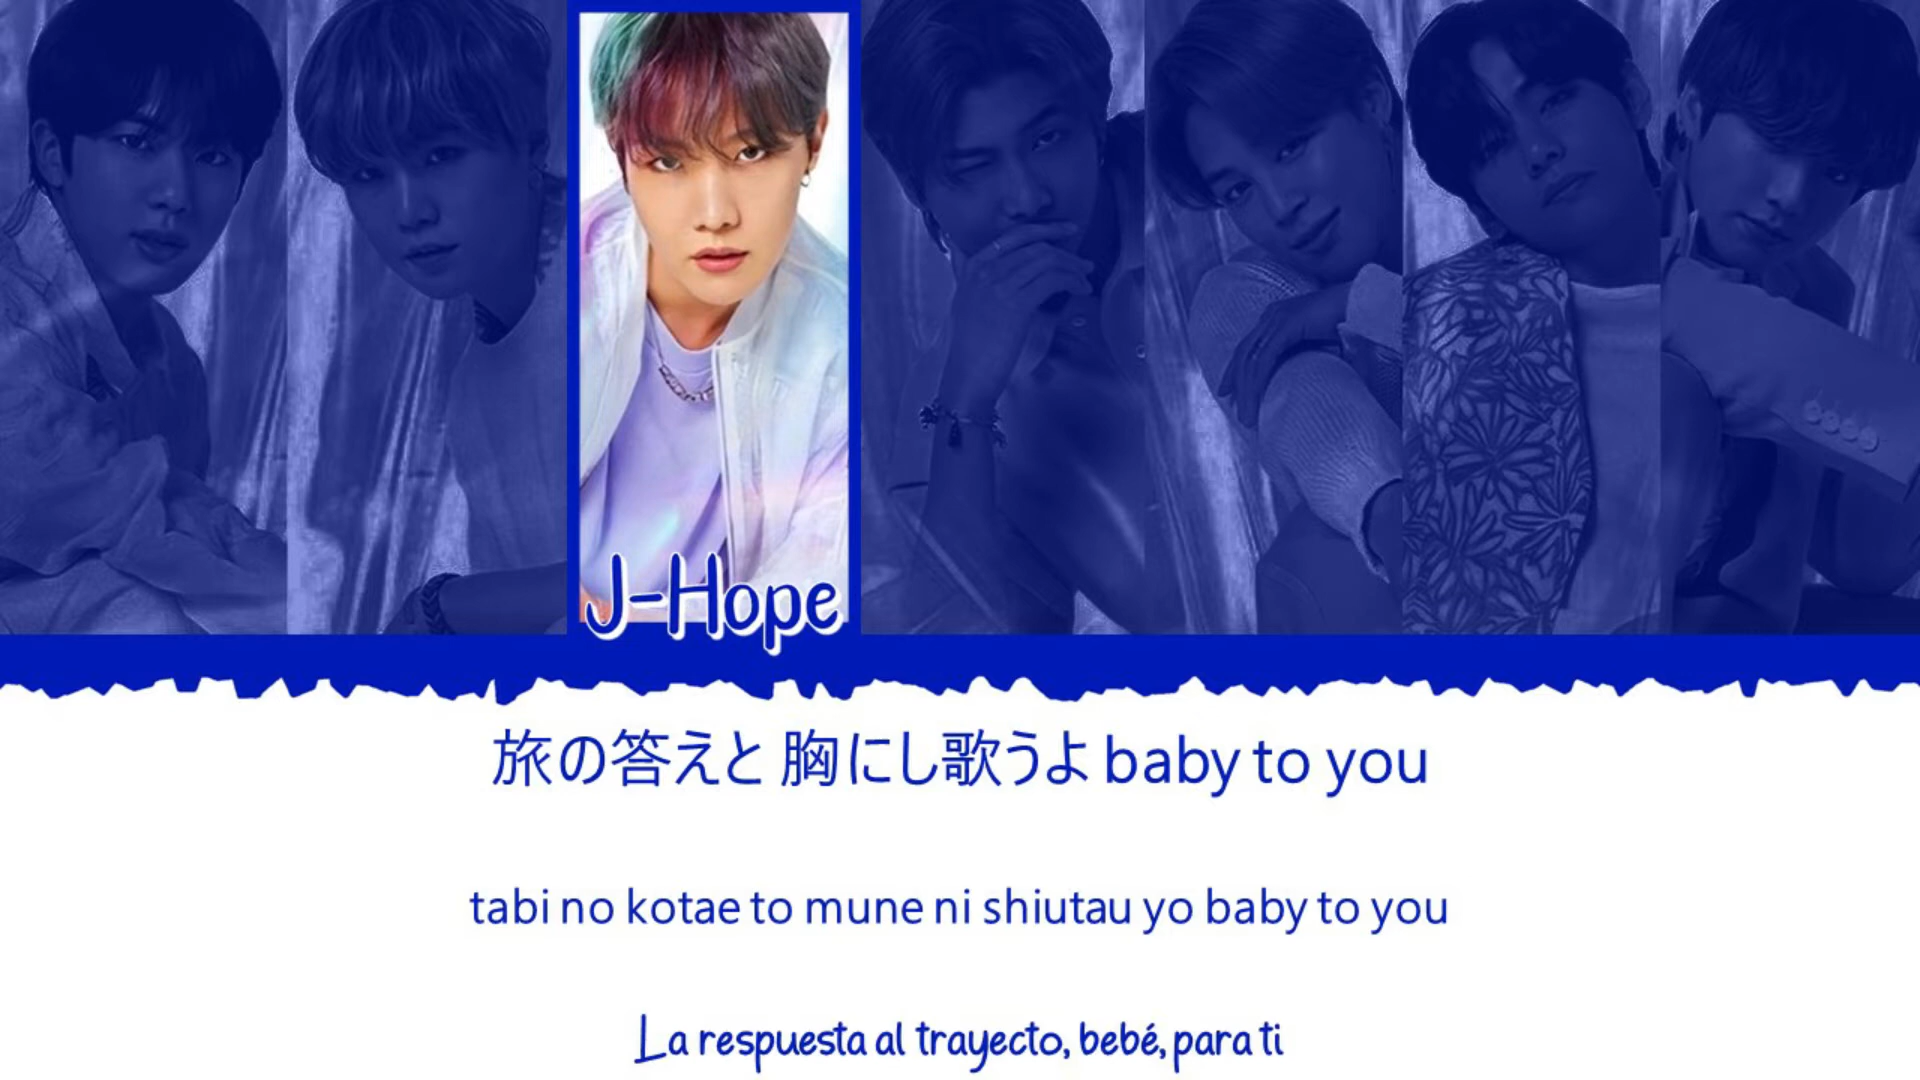 J-Hope
旅の答えと 胸にし歌うよ baby to you
tabi no kotae to mune ni shiutau yo baby to you
La respuesta al trayecto, bebé, para ti